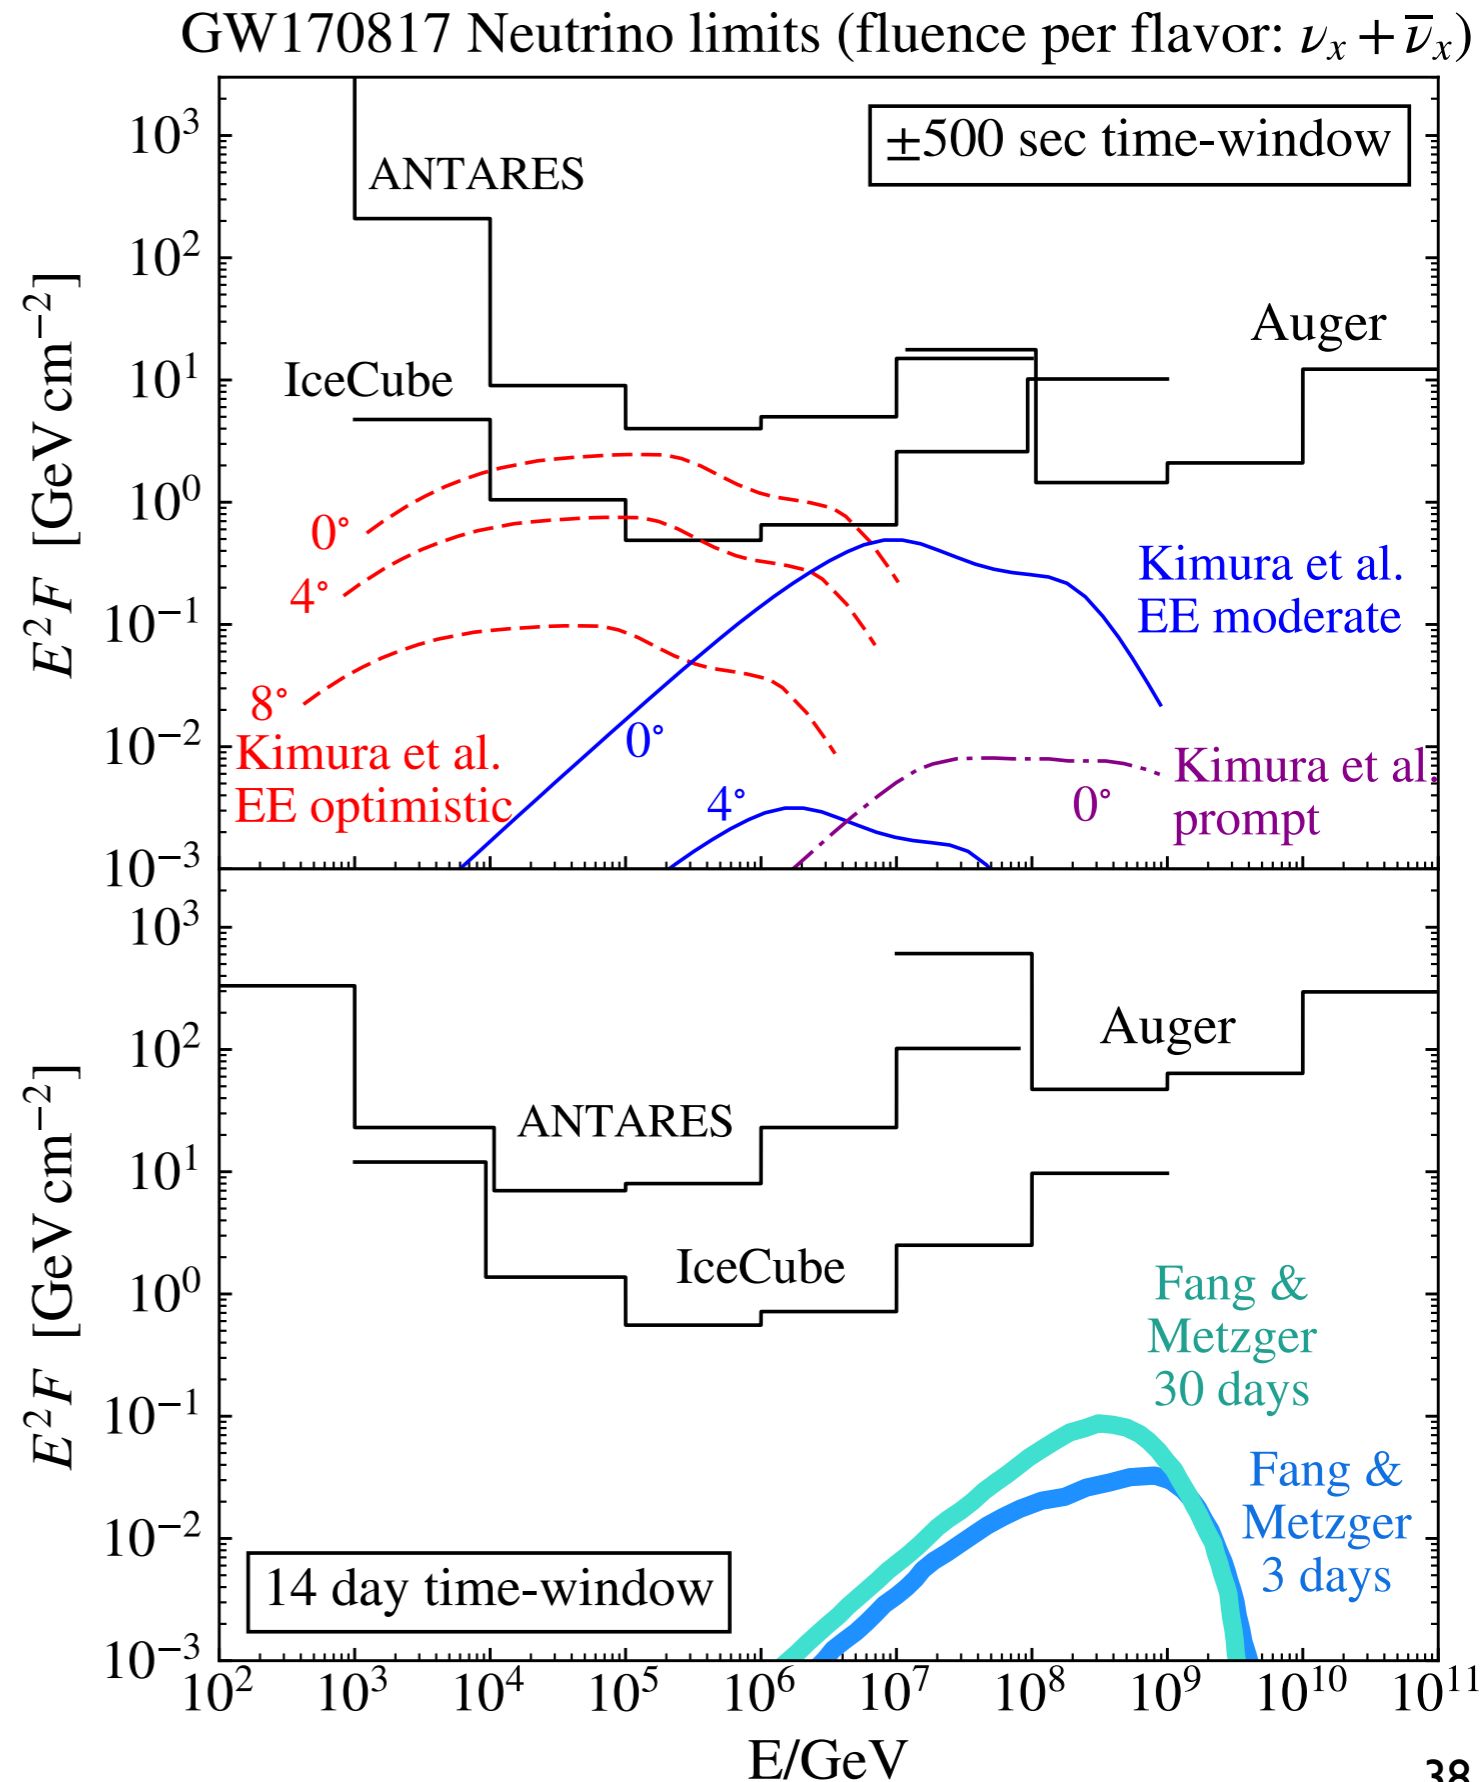 GW170817 Neutrino limits (fluence per flavor: νₓ + ν̅ₓ)
±500 sec time-window
ANTARES
IceCube
Auger
0°
4°
8°
Kimura et al.
EE optimistic
Kimura et al.
EE moderate
0°
4°
0°
Kimura et al.
prompt
E²F [GeV cm⁻²]
10³
10²
10¹
10⁰
10⁻¹
10⁻²
10⁻³
10³
10²
10¹
10⁰
10⁻¹
10⁻²
10⁻³
E²F [GeV cm⁻²]
Auger
ANTARES
IceCube
Fang &
Metzger
30 days
Fang &
Metzger
3 days
14 day time-window
10² 10³ 10⁴ 10⁵ 10⁶ 10⁷ 10⁸ 10⁹ 10¹⁰ 10¹¹
E/GeV
38